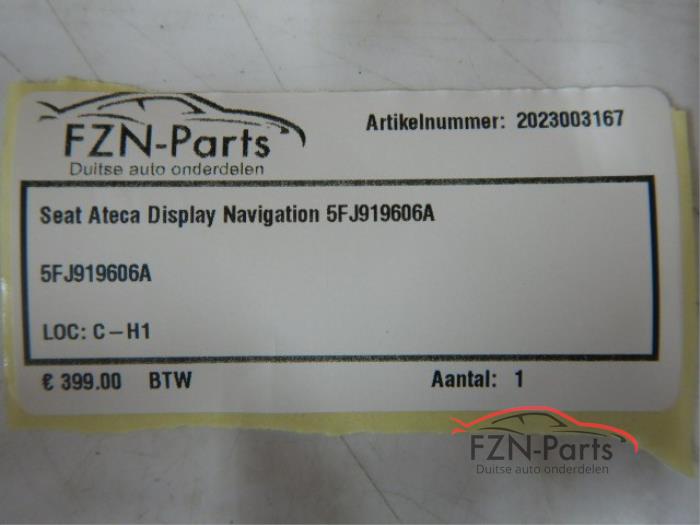 FZN-Parts
Duitse auto onderdelen
Artikelnummer: 2023003167
Seat Ateca Display Navigation 5FJ919606A
5FJ919606A
LOC: C-H1
€ 399.00 BTW
Aantal: 1
FZN-Parts
Duitse auto onderdelen